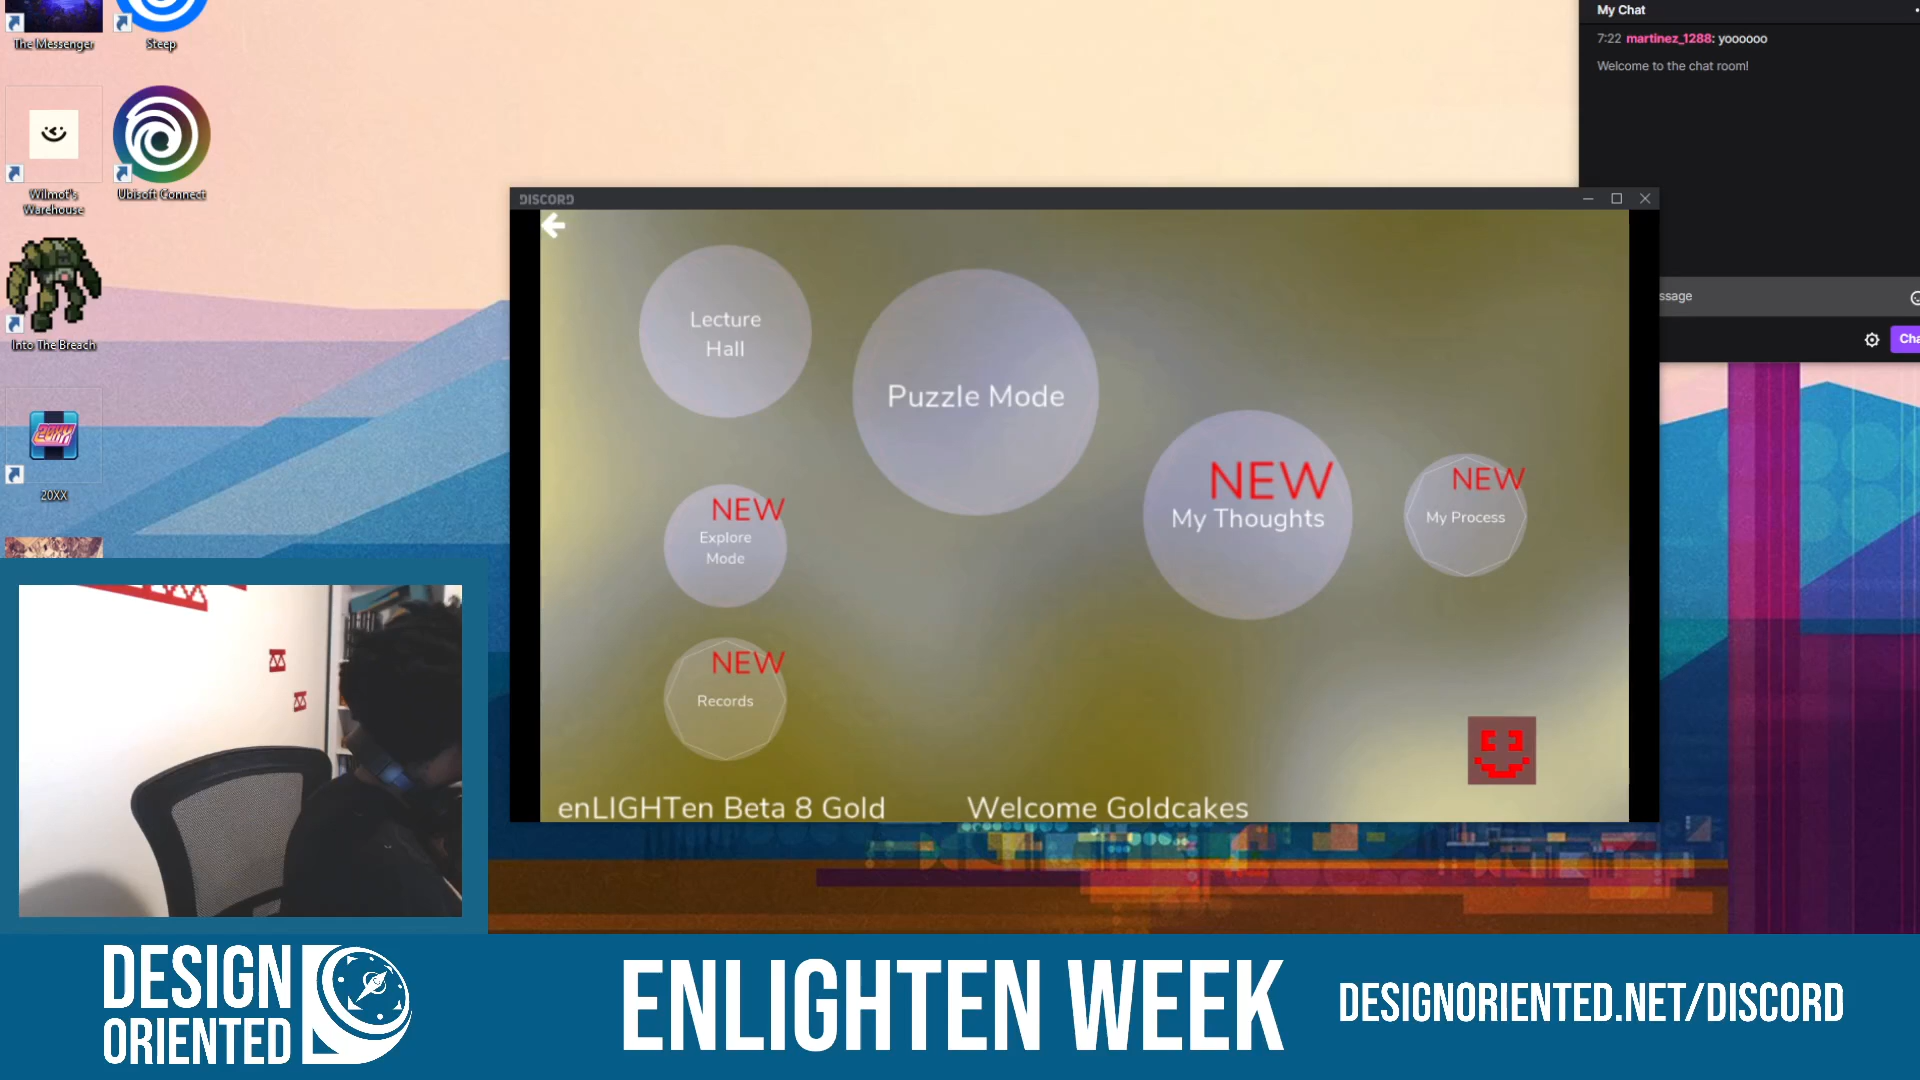 The Messenger
Steep
Wilmot's
Warehouse
Ubisoft Connect
Into The Breach
20XX
My Chat
7:22 martinez_1288: yoooooo
Welcome to the chat room!
ssage
Cha
DISCORD
Lecture
Hall
Puzzle Mode
NEW
My Thoughts
NEW
My Process
NEW
Explore
Mode
NEW
Records
enLIGHTen Beta 8 Gold
Welcome Goldcakes
DESIGN
ORIENTED
ENLIGHTEN WEEK
DESIGNORIENTED.NET/DISCORD